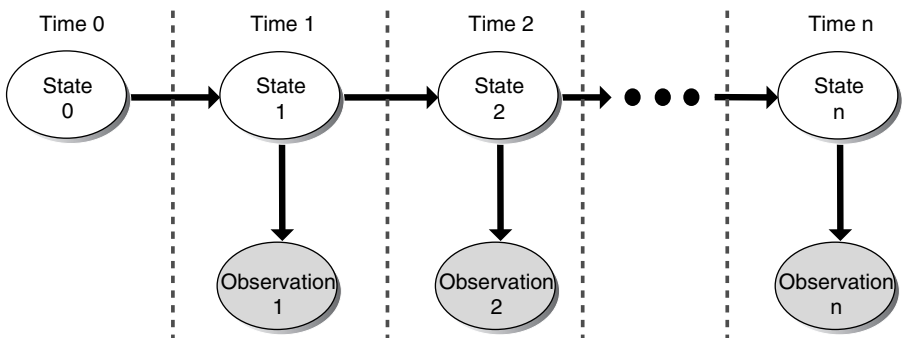 Time 0
Time 1
Time 2
Time n
State
0
State
1
State
2
State
n
Observation
1
Observation
2
Observation
n